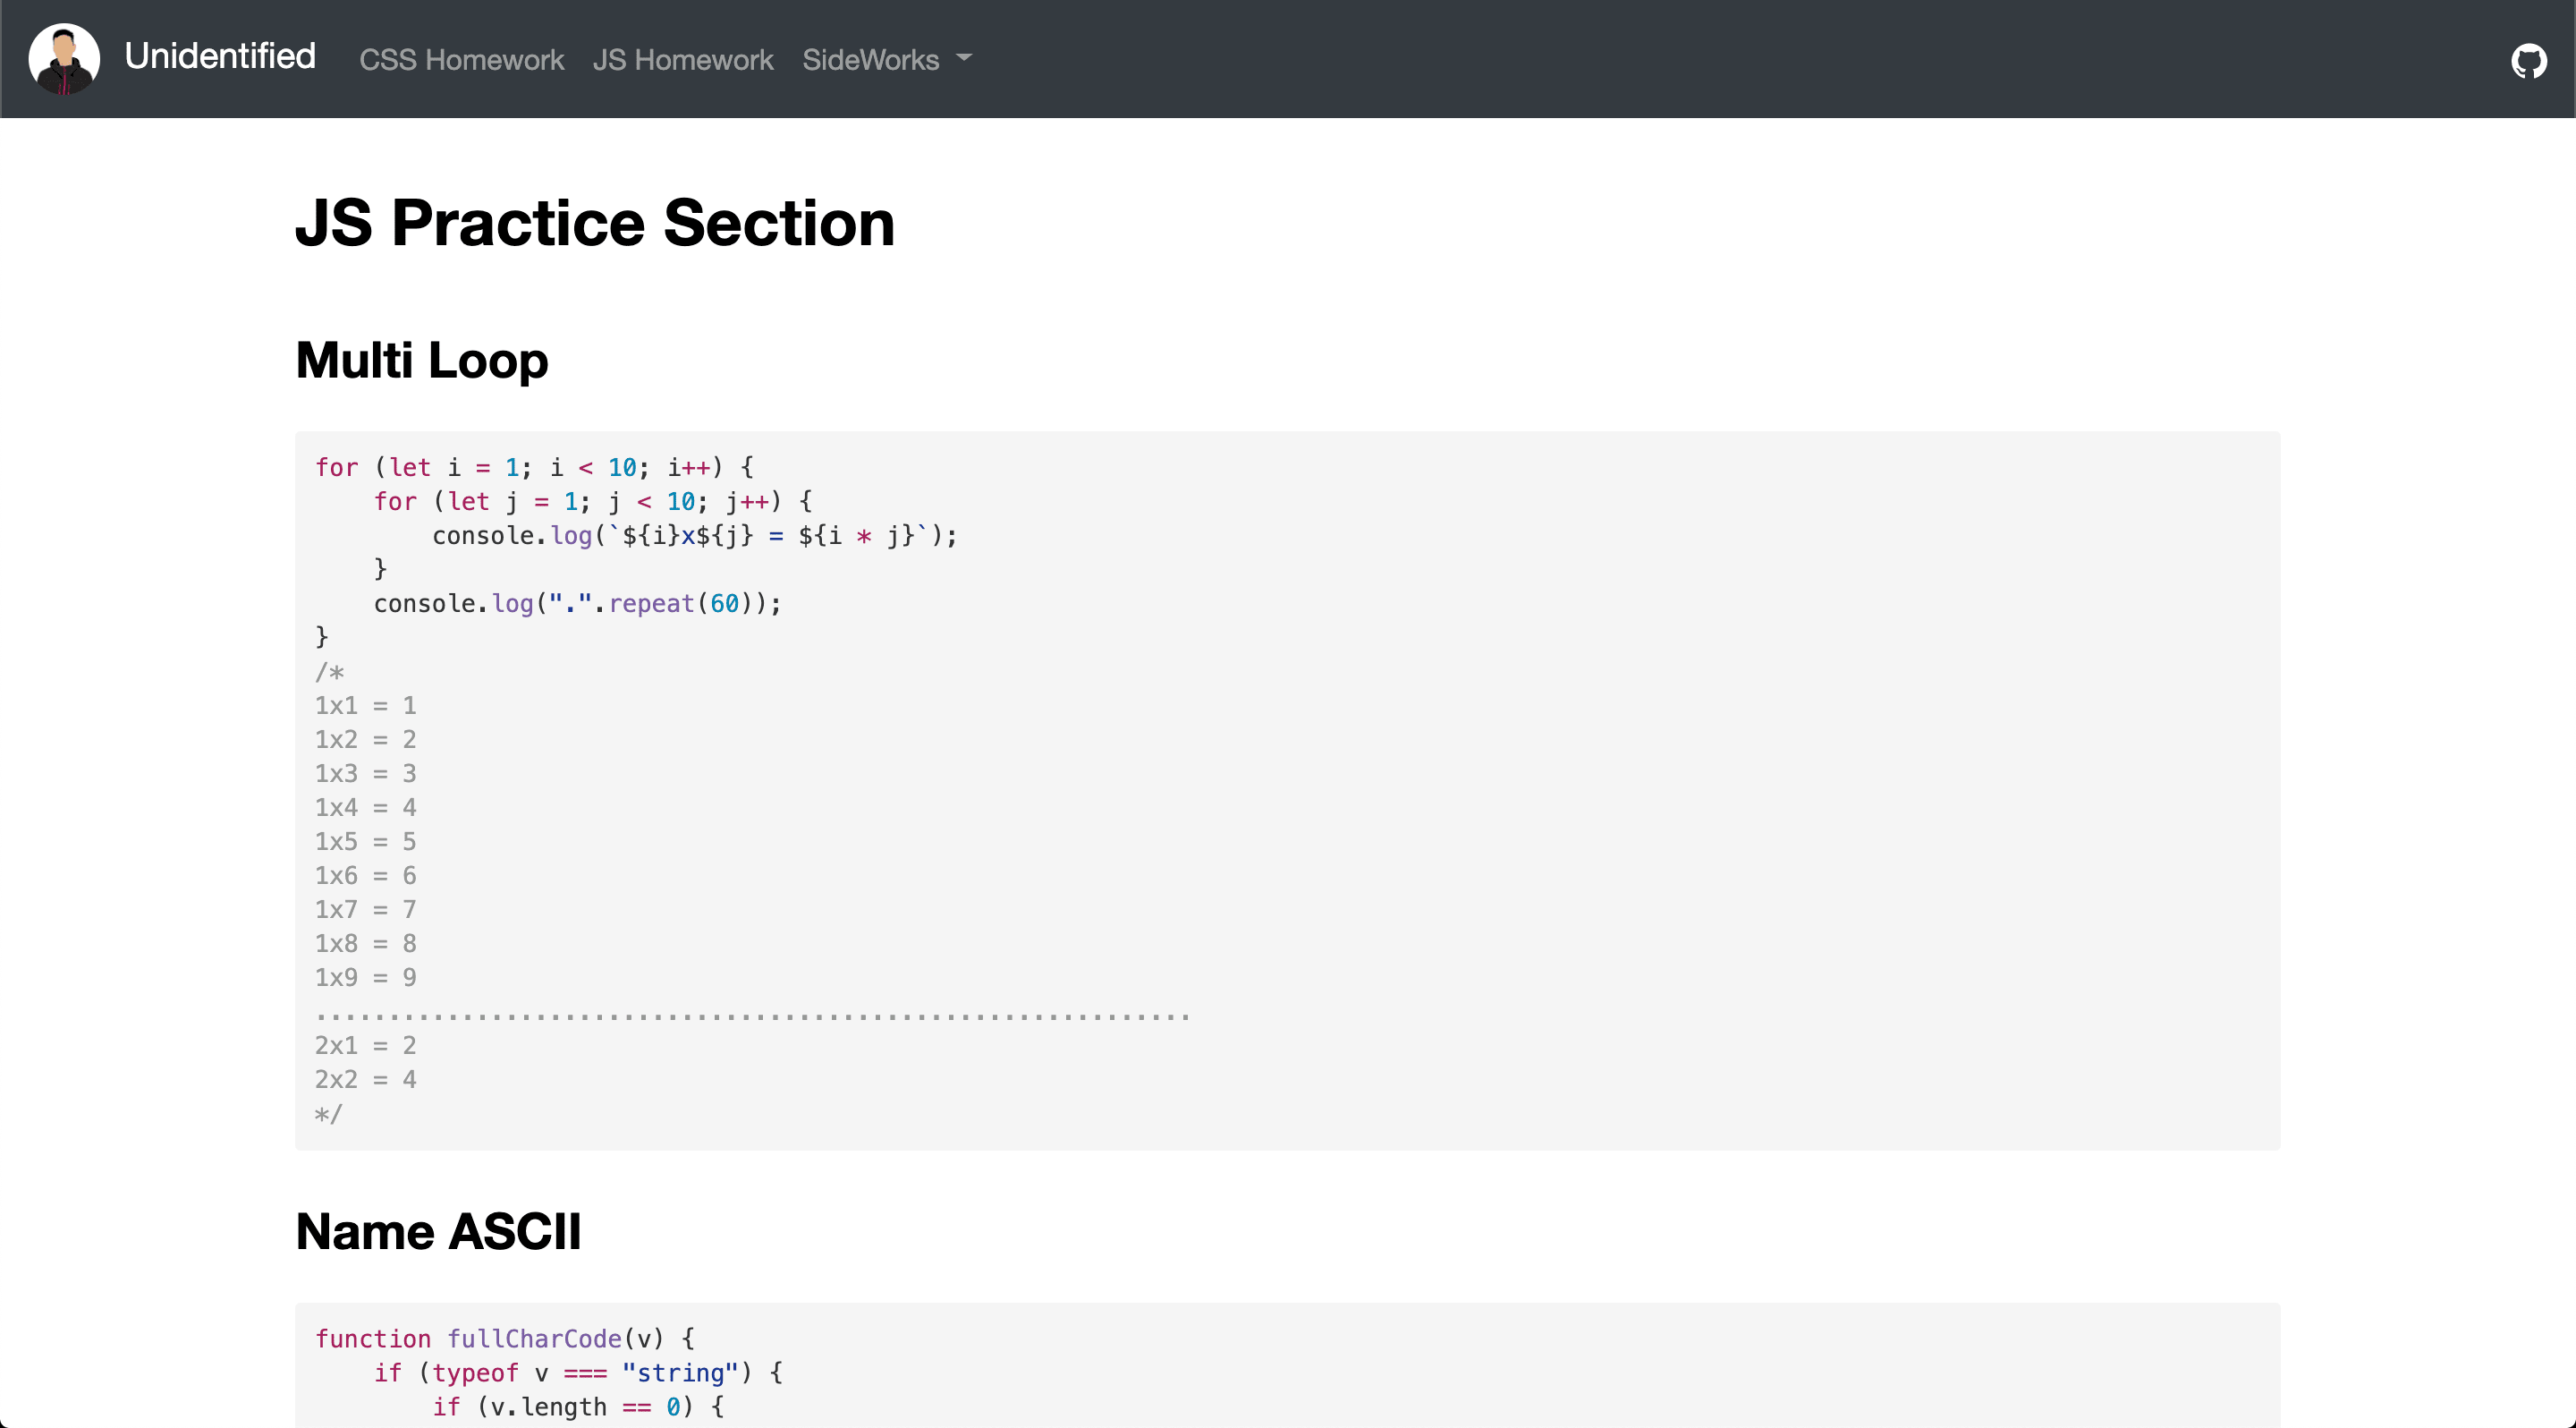 Unidentified CSS Homework JS Homework SideWorks
JS Practice Section
Multi Loop
for (let i = 1; i < 10; i++) {
    for (let j = 1; j < 10; j++) {
        console.log(`${i}x${j} = ${i * j}`);
    }
    console.log(".".repeat(60));
}
/*
1x1 = 1
1x2 = 2
1x3 = 3
1x4 = 4
1x5 = 5
1x6 = 6
1x7 = 7
1x8 = 8
1x9 = 9
............................................................
2x1 = 2
2x2 = 4
*/
Name ASCII
function fullCharCode(v) {
    if (typeof v === "string") {
        if (v.length == 0) {